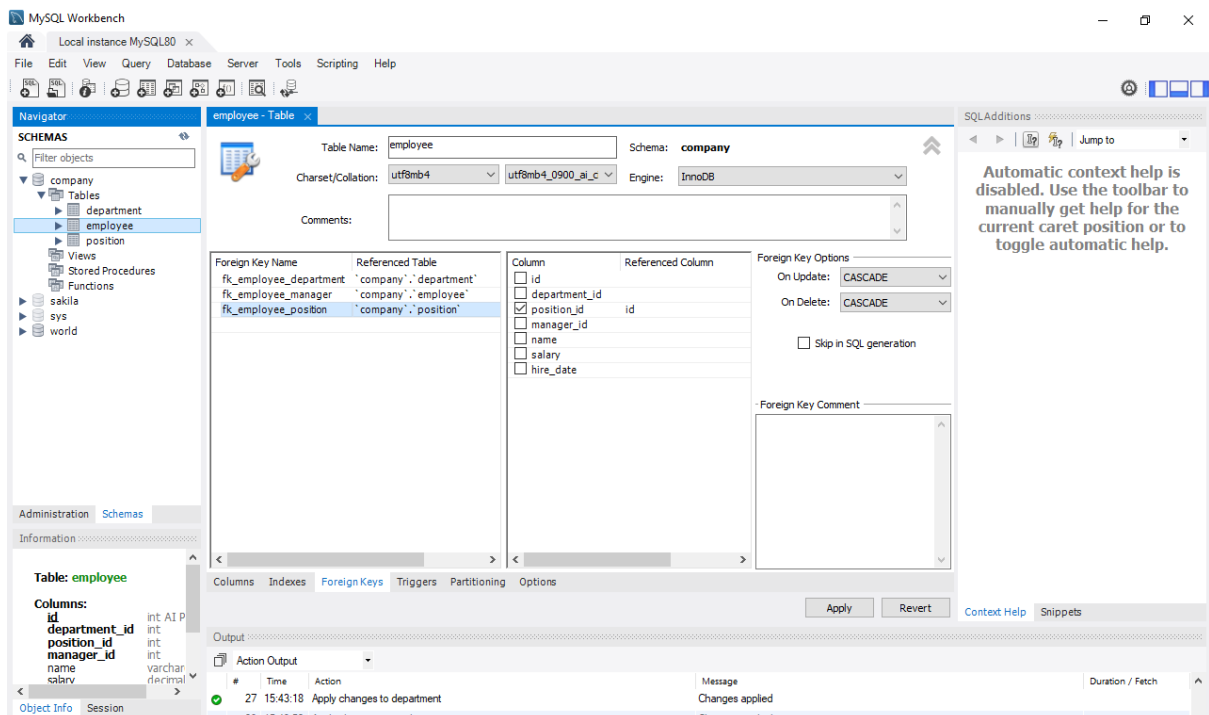 MySQL Workbench
Local instance MySQL80 ×
File Edit View Query Database Server Tools Scripting Help
Navigator
SCHEMAS
Filter objects
company
Tables
department
employee
position
Views
Stored Procedures
Functions
sakila
sys
world
Administration Schemas
Information
Table: employee
Columns:
id int AI P
department_id int
position_id int
manager_id int
name varchar
salary decimal
Object Info Session
employee - Table ×
Table Name: employee Schema: company
Charset/Collation: utf8mb4 utf8mb4_0900_ai_c Engine: InnoDB
Comments:
Foreign Key Name Referenced Table
fk_employee_department `company`.`department`
fk_employee_manager `company`.`employee`
fk_employee_position `company`.`position`
Column Referenced Column
id
department_id
position_id id
manager_id
name
salary
hire_date
Foreign Key Options
On Update: CASCADE
On Delete: CASCADE
Skip in SQL generation
Foreign Key Comment
Columns Indexes Foreign Keys Triggers Partitioning Options
Apply Revert
Output
Action Output
# Time Action Message Duration / Fetch
27 15:43:18 Apply changes to department Changes applied
SQLAdditions
Jump to
Automatic context help is
disabled. Use the toolbar to
manually get help for the
current caret position or to
toggle automatic help.
Context Help Snippets